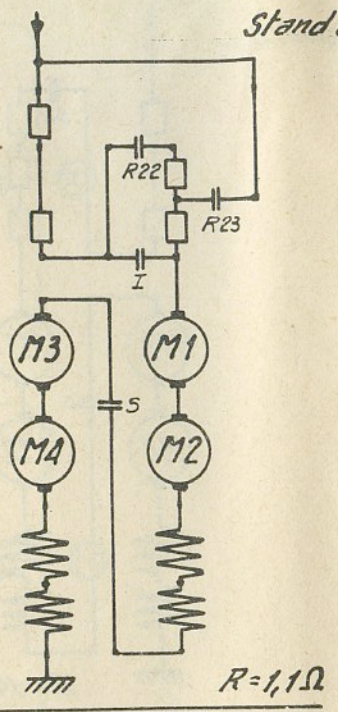 Stand
R22
R23
I
M3
M1
S
M4
M2
R=1,1Ω